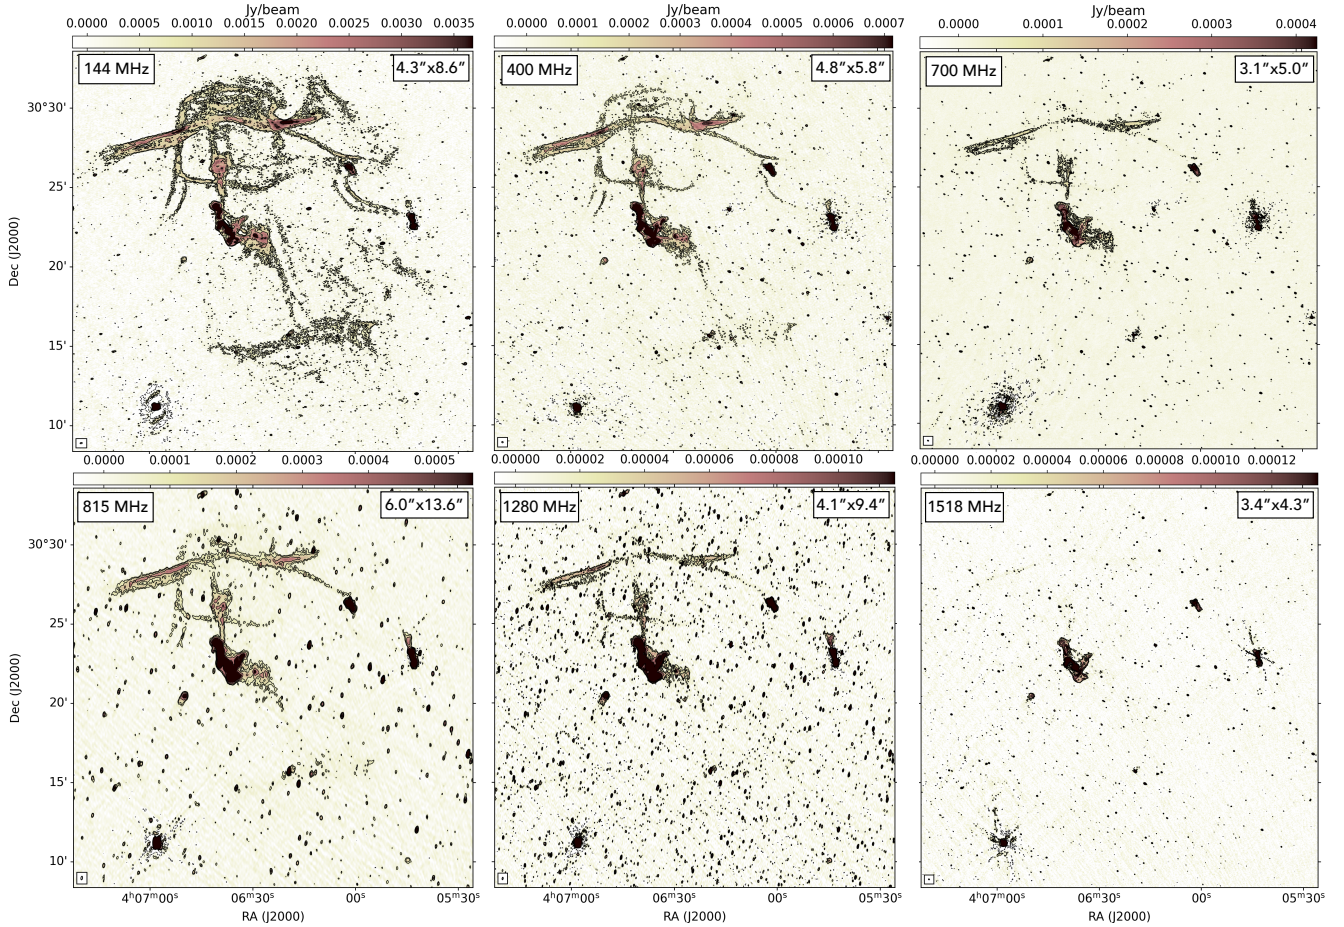 Jy/beam
0.0000 0.0005 0.0010 0.0015 0.0020 0.0025 0.0030 0.0035
144 MHz
4.3”x8.6”
30°30'
25'
20'
15'
10'
Dec (J2000)
Jy/beam
0.0000 0.0001 0.0002 0.0003 0.0004 0.0005 0.0006 0.0007
400 MHz
4.8”x5.8”
Jy/beam
0.0000 0.0001 0.0002 0.0003 0.0004
700 MHz
3.1”x5.0”
0.0000 0.0001 0.0002 0.0003 0.0004 0.0005
815 MHz
6.0”x13.6”
30°30'
25'
20'
15'
10'
Dec (J2000)
4ʰ07ᵐ00ˢ 06ᵐ30ˢ 00ˢ 05ᵐ30ˢ
RA (J2000)
0.00000 0.00002 0.00004 0.00006 0.00008 0.00010
1280 MHz
4.1”x9.4”
4ʰ07ᵐ00ˢ 06ᵐ30ˢ 00ˢ 05ᵐ30ˢ
RA (J2000)
0.00000 0.00002 0.00004 0.00006 0.00008 0.00010 0.00012
1518 MHz
3.4”x4.3”
4ʰ07ᵐ00ˢ 06ᵐ30ˢ 00ˢ 05ᵐ30ˢ
RA (J2000)